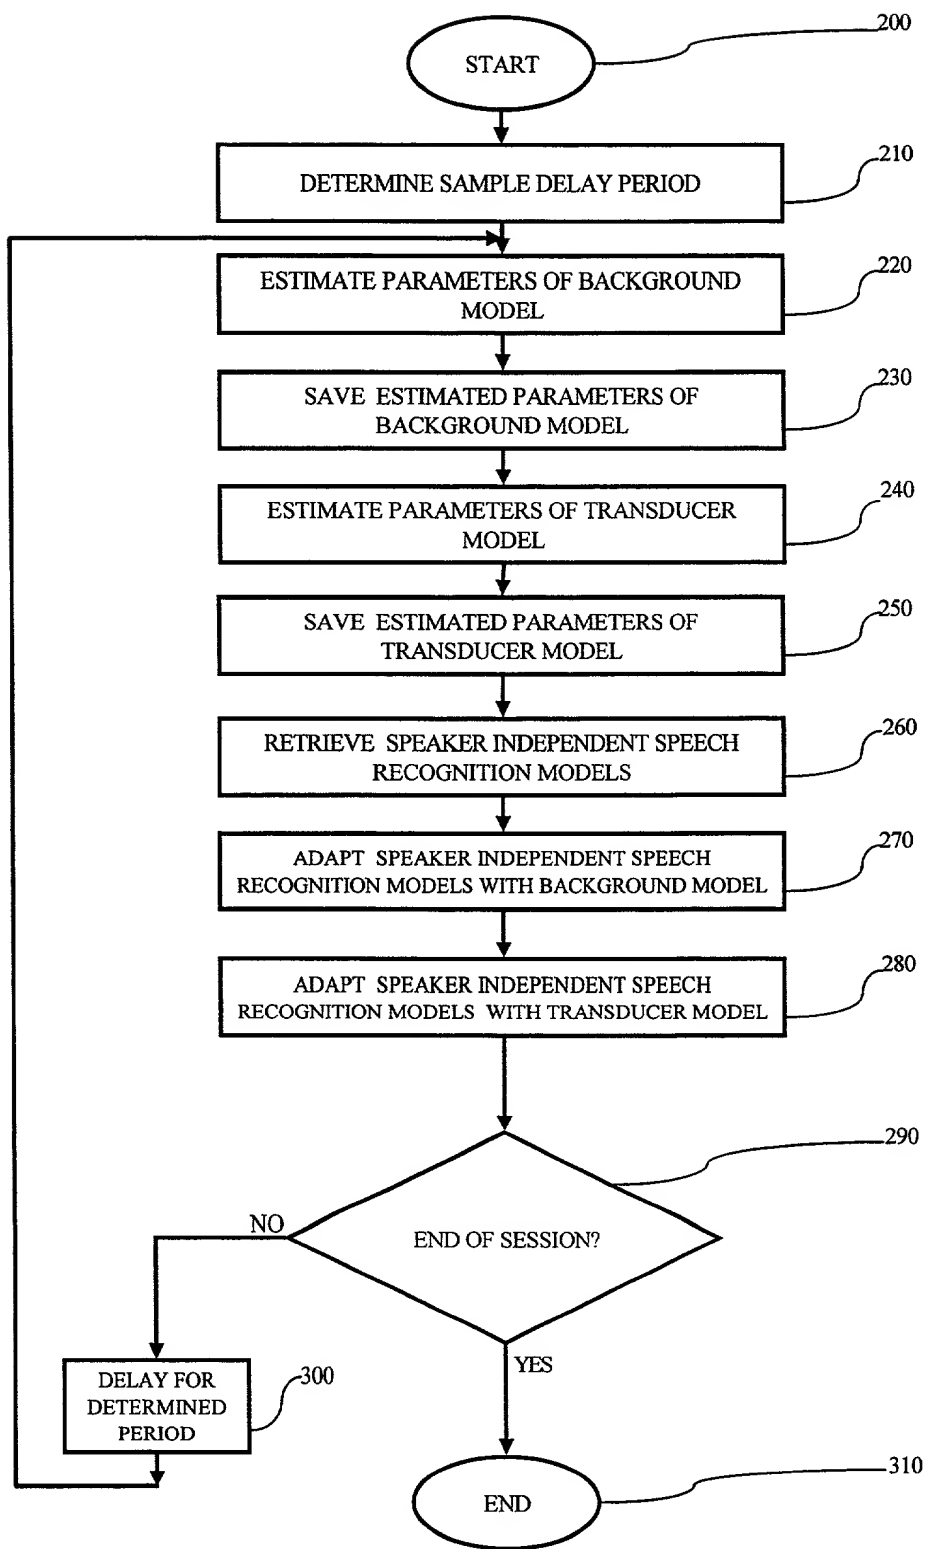 200
START
210
DETERMINE SAMPLE DELAY PERIOD
220
ESTIMATE PARAMETERS OF BACKGROUND
MODEL
230
SAVE ESTIMATED PARAMETERS OF
BACKGROUND MODEL
240
ESTIMATE PARAMETERS OF TRANSDUCER
MODEL
250
SAVE ESTIMATED PARAMETERS OF
TRANSDUCER MODEL
260
RETRIEVE SPEAKER INDEPENDENT SPEECH
RECOGNITION MODELS
270
ADAPT SPEAKER INDEPENDENT SPEECH
RECOGNITION MODELS WITH BACKGROUND MODEL
280
ADAPT SPEAKER INDEPENDENT SPEECH
RECOGNITION MODELS WITH TRANSDUCER MODEL
290
NO
END OF SESSION?
YES
300
DELAY FOR
DETERMINED
PERIOD
310
END